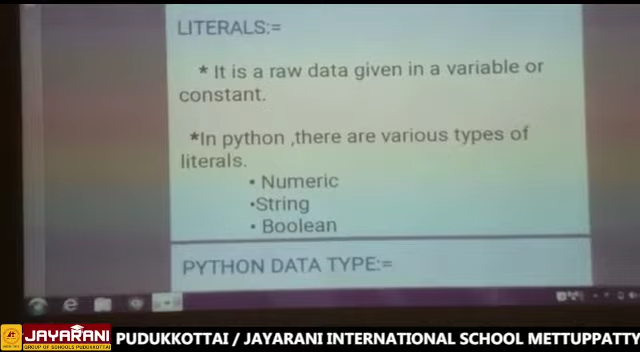 LITERALS:=
* It is a raw data given in a variable or
constant.
*In python ,there are various types of
literals.
• Numeric
•String
• Boolean
PYTHON DATA TYPE:=
JAYARANI
GROUP OF SCHOOLS PUDUKKOTTAI
PUDUKKOTTAI / JAYARANI INTERNATIONAL SCHOOL METTUPPATTY